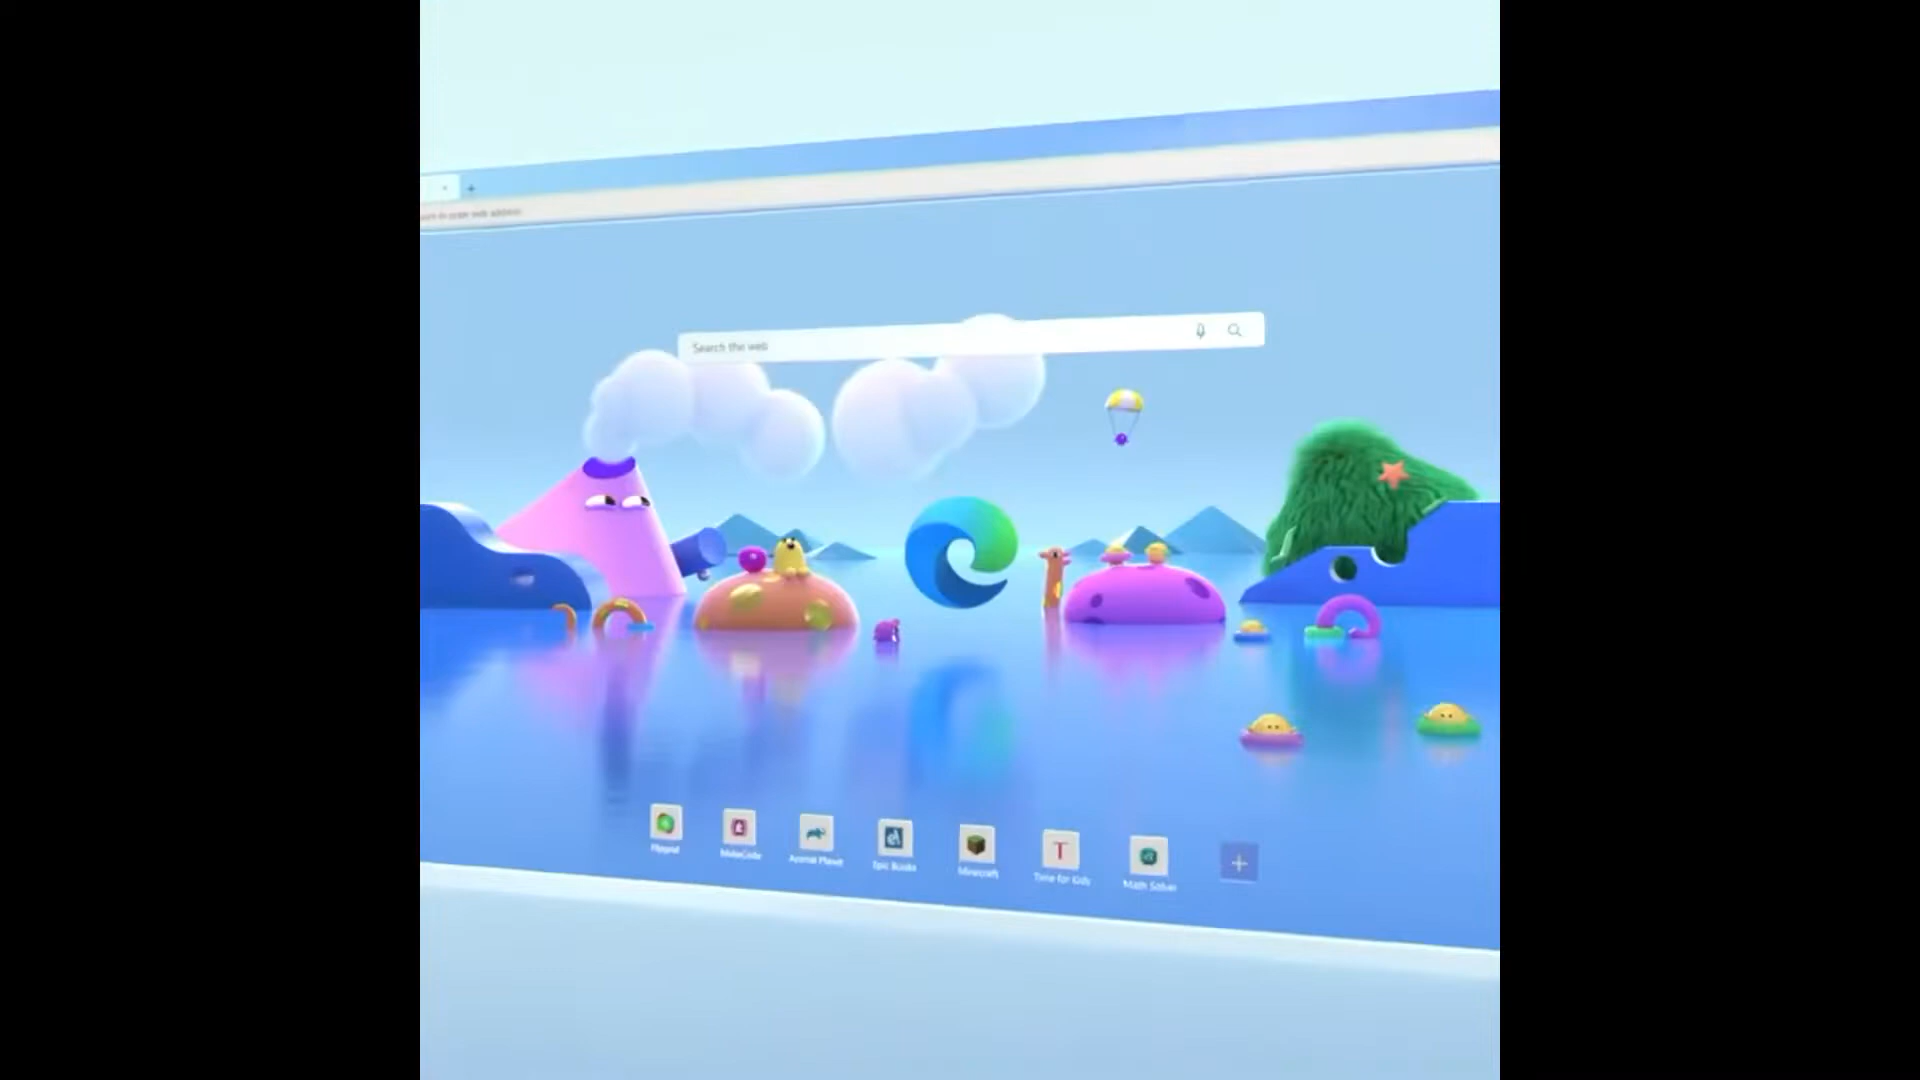 Search the web
Flipgrid
MakeCode
Animal Planet
Epic Books
Minecraft
T
Time for Kids
Math Solver